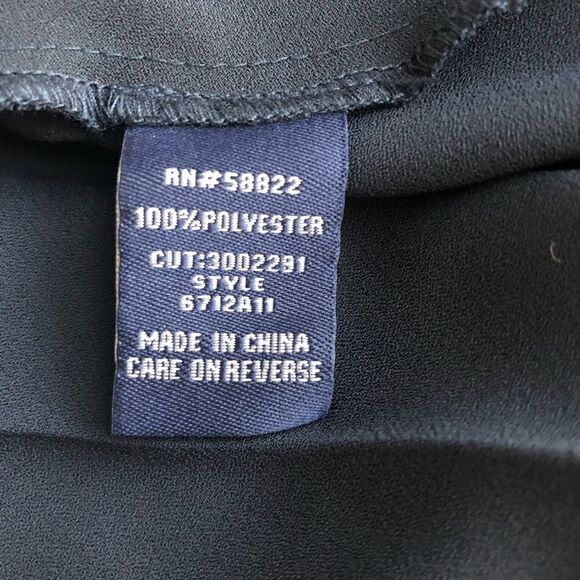 RN#58822
100%POLYESTER
CUT:3002291
STYLE
6712A11
MADE IN CHINA
CARE ON REVERSE